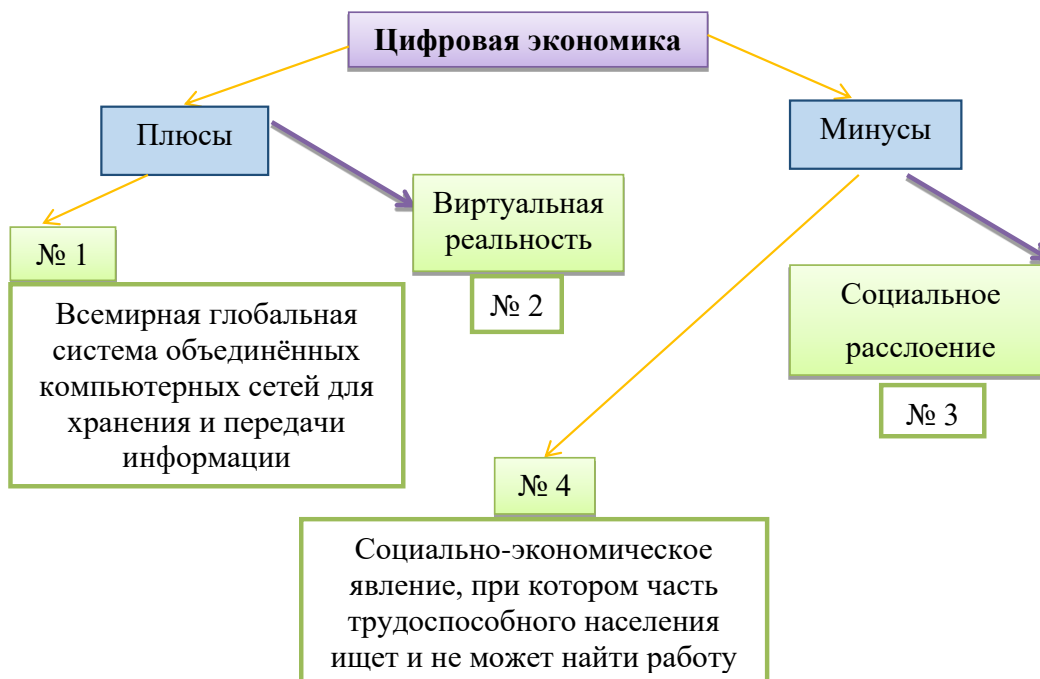 Цифровая экономика
Плюсы
Минусы
№ 1
Всемирная глобальная
система объединённых
компьютерных сетей для
хранения и передачи
информации
Виртуальная
реальность
№ 2
Социальное
расслоение
№ 3
№ 4
Социально-экономическое
явление, при котором часть
трудоспособного населения
ищет и не может найти работу